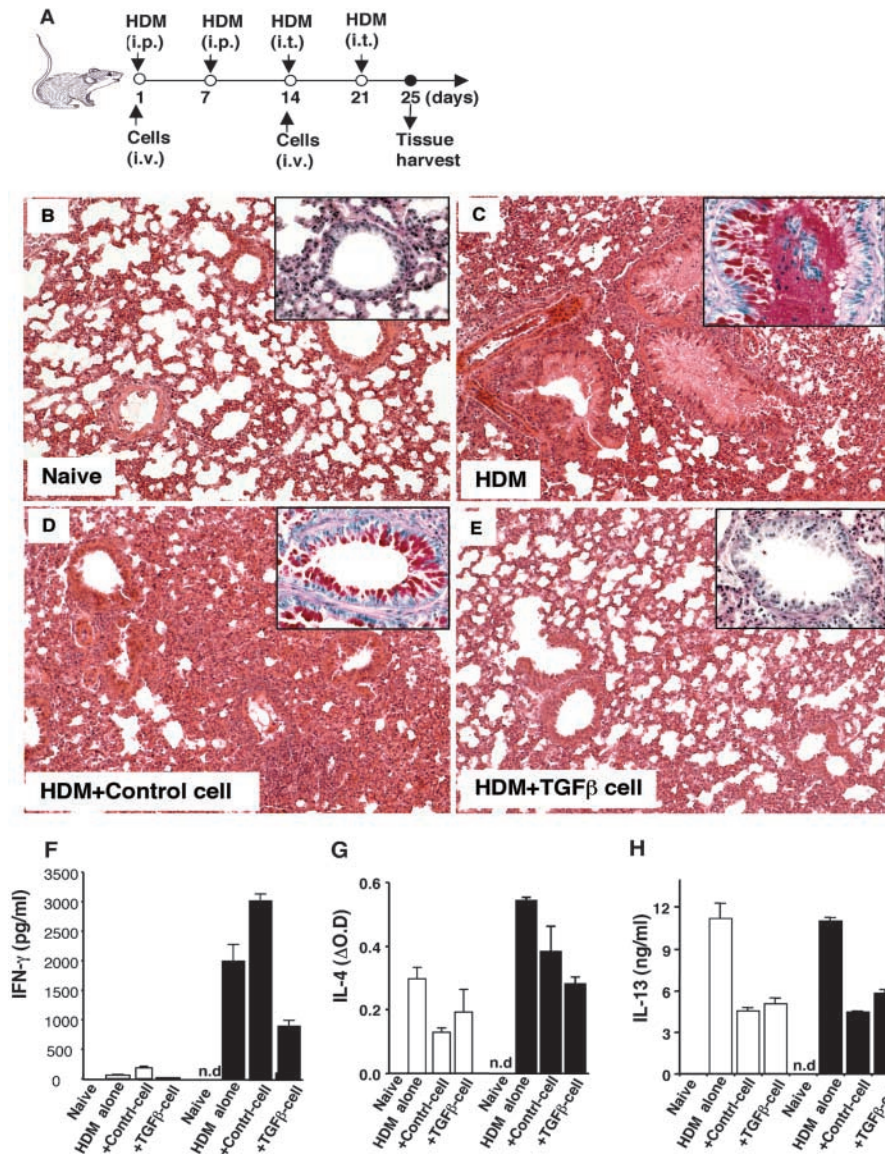 A
HDM HDM HDM HDM
(i.p.) (i.p.) (i.t.) (i.t.)
1 7 14 21 25 (days)
Cells Cells Tissue
(i.v.) (i.v.) harvest
B
Naive
C
HDM
D
HDM+Control cell
E
HDM+TGFβ cell
F
IFN-γ (pg/ml)
3500
3000
2500
2000
1500
1000
500
0
n.d
Naive
HDM alone
+Contrl-cell
+TGFβ-cell
Naive
HDM alone
+Contrl-cell
+TGFβ-cell
G
IL-4 (ΔO.D)
0.6
0.4
0.2
0.0
n.d
Naive
HDM alone
+Contrl-cell
+TGFβ-cell
Naive
HDM alone
+Contrl-cell
+TGFβ-cell
H
IL-13 (ng/ml)
12
9
6
3
0
n.d
Naive
HDM alone
+Contrl-cell
+TGFβ-cell
Naive
HDM alone
+Contrl-cell
+TGFβ-ce